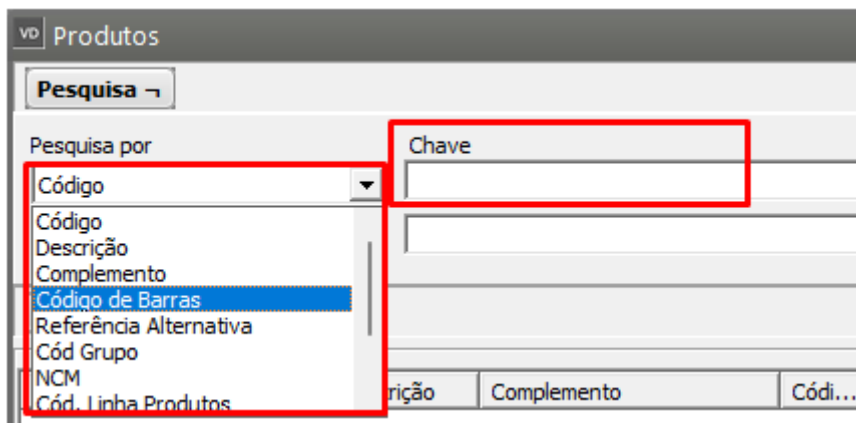 VD Produtos
Pesquisa ¬
Pesquisa por
Chave
Código
Código
Descrição
Complemento
Código de Barras
Referência Alternativa
Cód Grupo
NCM
Cód. Linha Produtos
rição
Complemento
Códi...